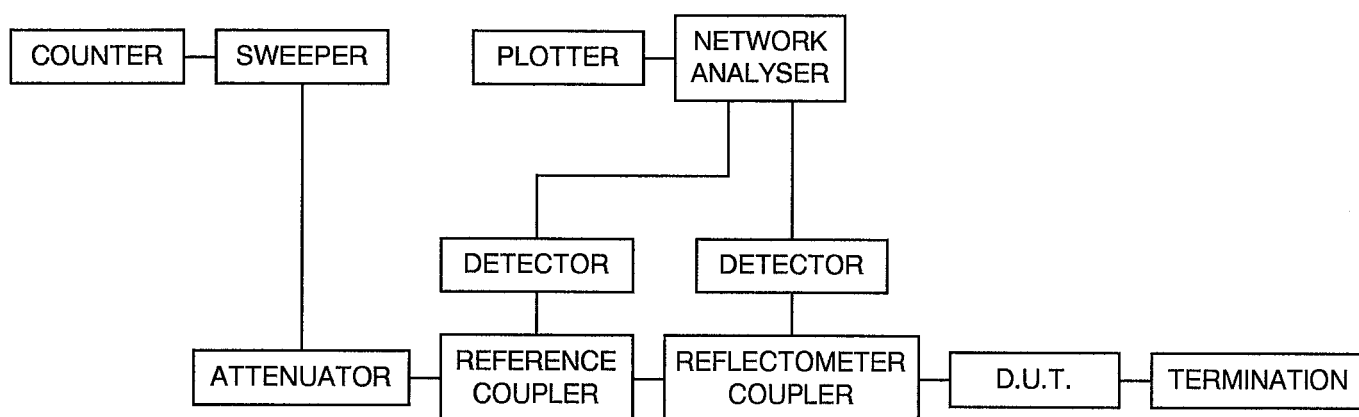 COUNTER
SWEEPER
PLOTTER
NETWORK
ANALYSER
DETECTOR
DETECTOR
ATTENUATOR
REFERENCE
COUPLER
REFLECTOMETER
COUPLER
D.U.T.
TERMINATION